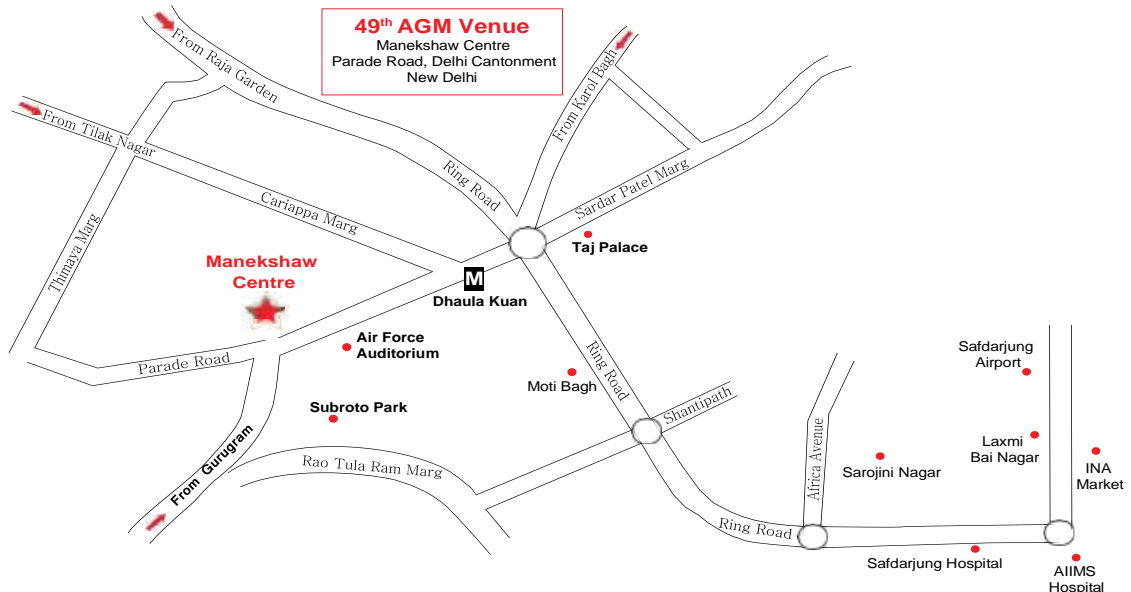 49th AGM Venue
Manekshaw Centre
Parade Road, Delhi Cantonment
New Delhi
From Raja Garden
From Karol Bagh
From Tilak Nagar
Ring Road
Sardar Patel Marg
Cariappa Marg
Thimaya Marg
Taj Palace
Manekshaw
Centre
M
Dhaula Kuan
Air Force
Auditorium
Parade Road
Moti Bagh
Ring Road
Subroto Park
Shantipath
From Gurugram
Rao Tula Ram Marg
Safdarjung
Airport
Africa Avenue
Sarojini Nagar
Laxmi
Bai Nagar
INA
Market
Ring Road
Safdarjung Hospital
AIIMS
Hospital